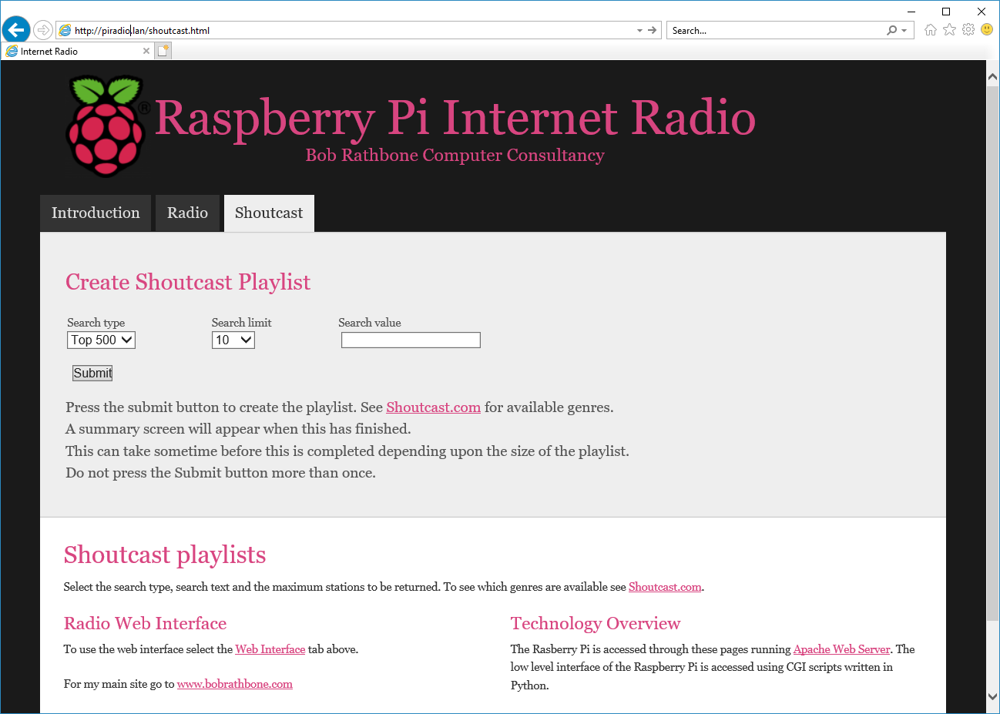 http://piradio.lan/shoutcast.html
Search...
Internet Radio
®
Raspberry Pi Internet Radio
Bob Rathbone Computer Consultancy
Introduction
Radio
Shoutcast
Create Shoutcast Playlist
Search type
Search limit
Search value
Top 500
10
Submit
Press the submit button to create the playlist. See Shoutcast.com for available genres.
A summary screen will appear when this has finished.
This can take sometime before this is completed depending upon the size of the playlist.
Do not press the Submit button more than once.
Shoutcast playlists
Select the search type, search text and the maximum stations to be returned. To see which genres are available see Shoutcast.com.
Radio Web Interface
To use the web interface select the Web Interface tab above.
For my main site go to www.bobrathbone.com
Technology Overview
The Rasberry Pi is accessed through these pages running Apache Web Server. The
low level interface of the Raspberry Pi is accessed using CGI scripts written in
Python.